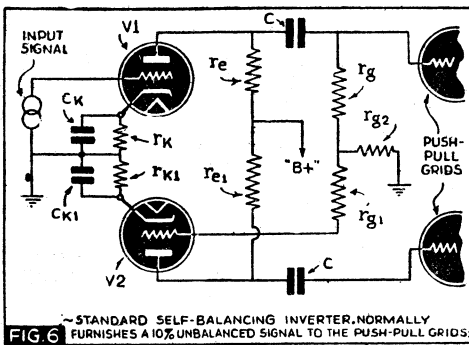 INPUT
SIGNAL
V1
C
re
rg
CK
rK
rg2
PUSH-
PULL
GRIDS
"B+"
rK1
re1
rg1
CK1
V2
C
~STANDARD SELF-BALANCING INVERTER, NORMALLY
FIG. 6 FURNISHES A 10% UNBALANCED SIGNAL TO THE PUSH-PULL GRIDS